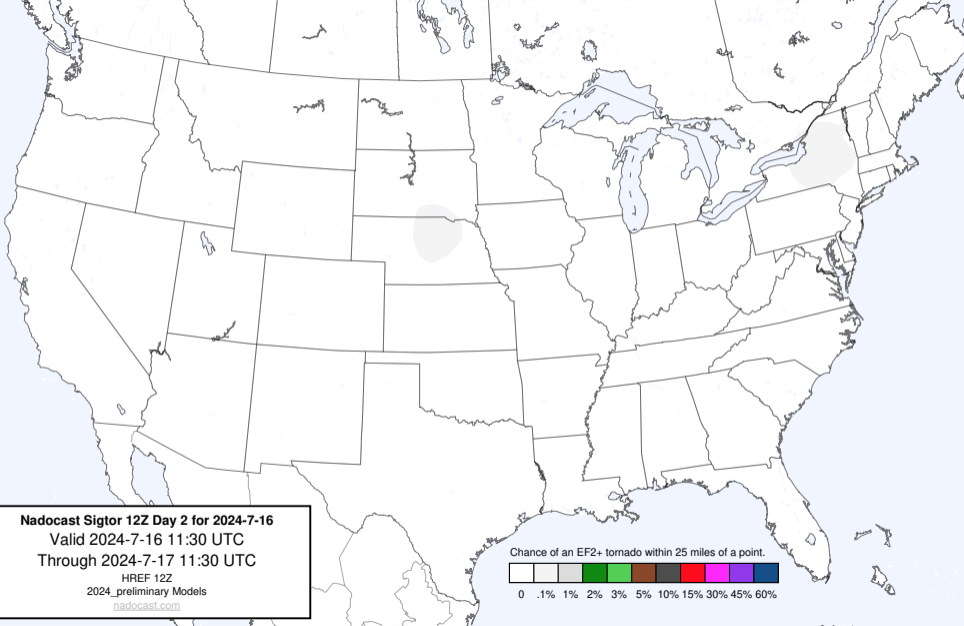 Nadocast Sigtor 12Z Day 2 for 2024-7-16
Valid 2024-7-16 11:30 UTC
Through 2024-7-17 11:30 UTC
HREF 12Z
2024_preliminary Models
nadocast.com
Chance of an EF2+ tornado within 25 miles of a point.
0 .1% 1% 2% 3% 5% 10% 15% 30% 45% 60%